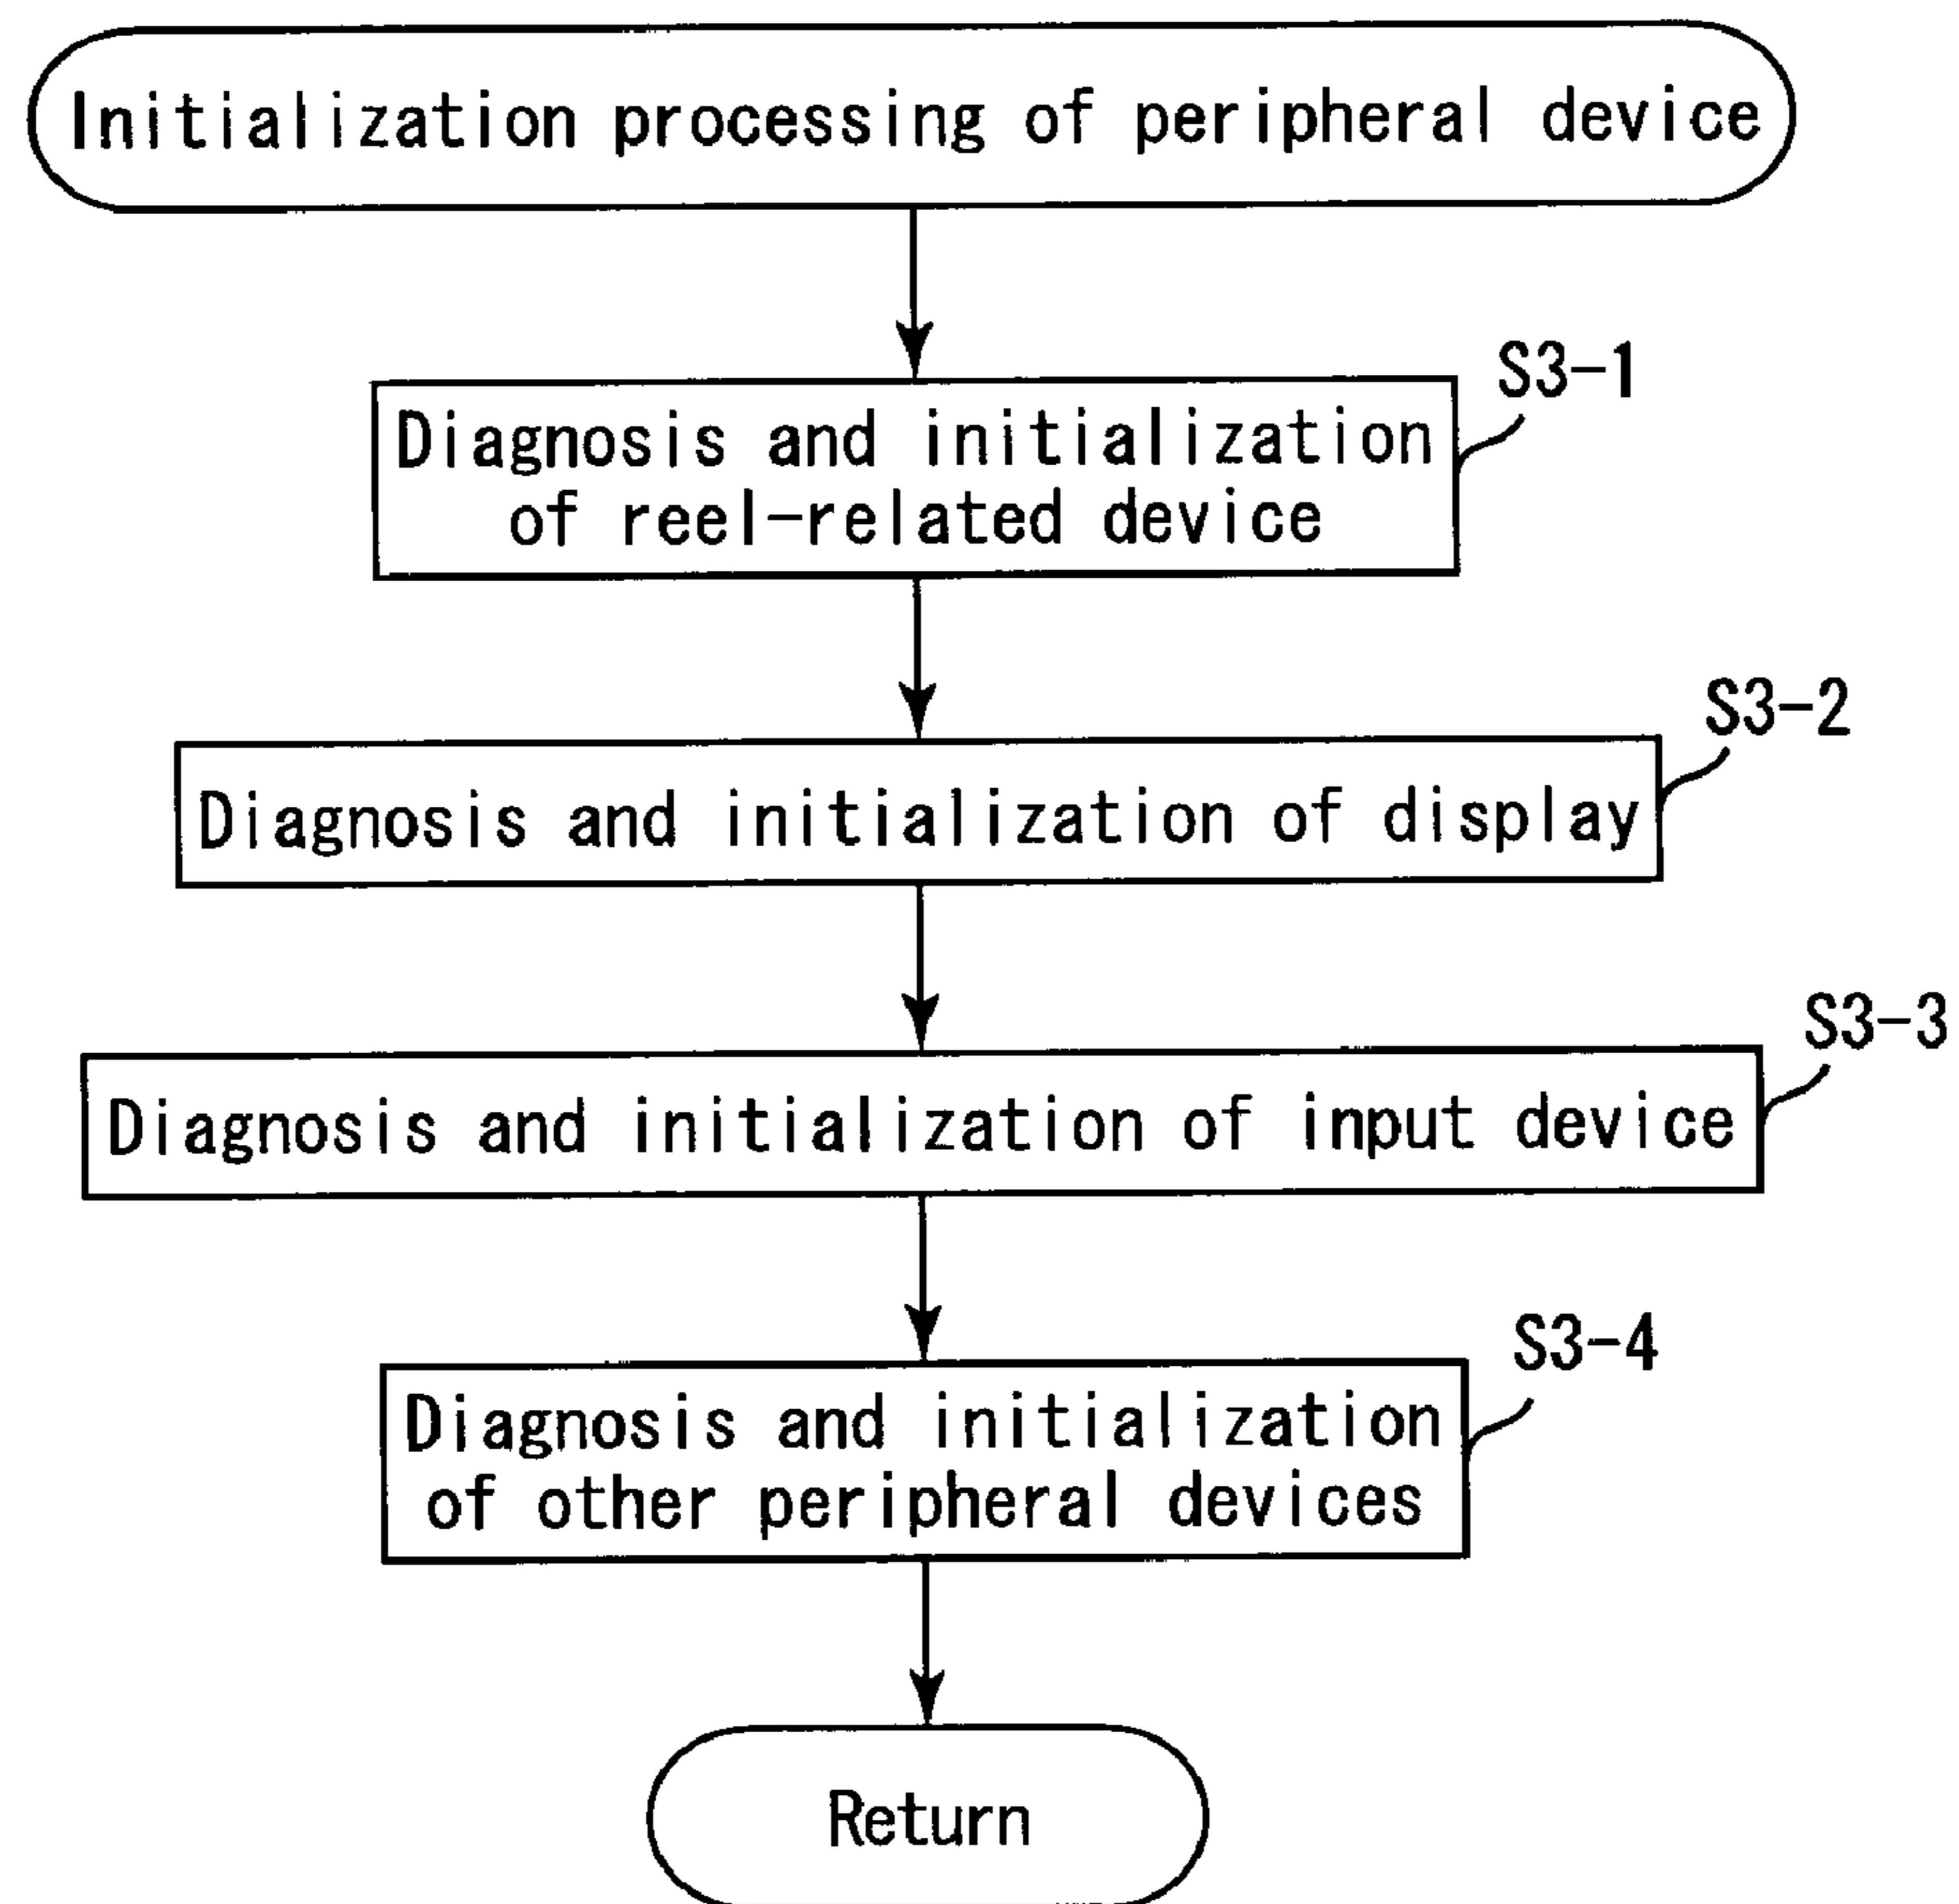 Initialization processing of peripheral device
S3-1
Diagnosis and initialization
of reel-related device
S3-2
Diagnosis and initialization of display
S3-3
Diagnosis and initialization of input device
S3-4
Diagnosis and initialization
of other peripheral devices
Return